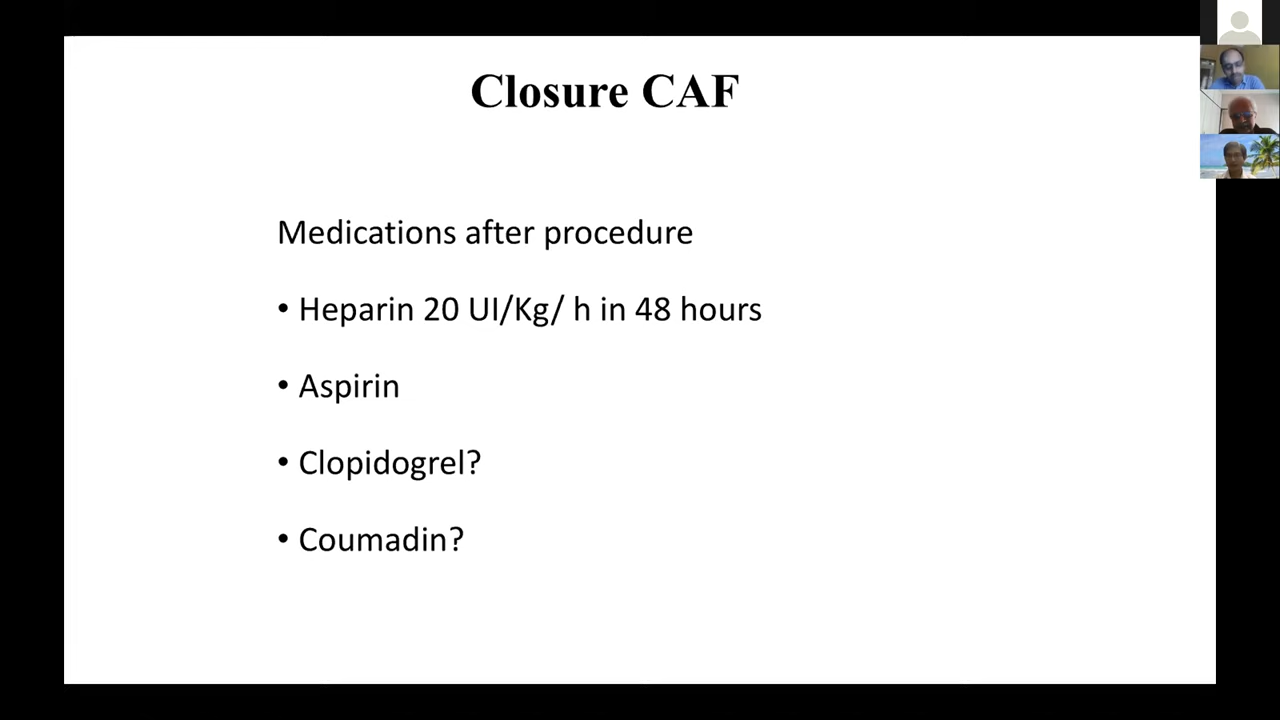 Closure CAF
Medications after procedure
• Heparin 20 UI/Kg/ h in 48 hours
• Aspirin
• Clopidogrel?
• Coumadin?